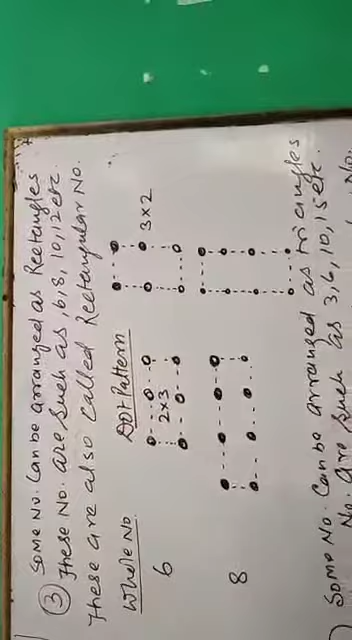 ③ Some No. Can be arranged as Rectangles
These No. are such as, 6, 8, 10, 12 etc.
These are also called Rectangular No.
Whole No. Dot Pattern
6 2×3 3×2
8
Some No. Can be arranged as triangles
No. are such as 3, 6, 10, 15 etc.